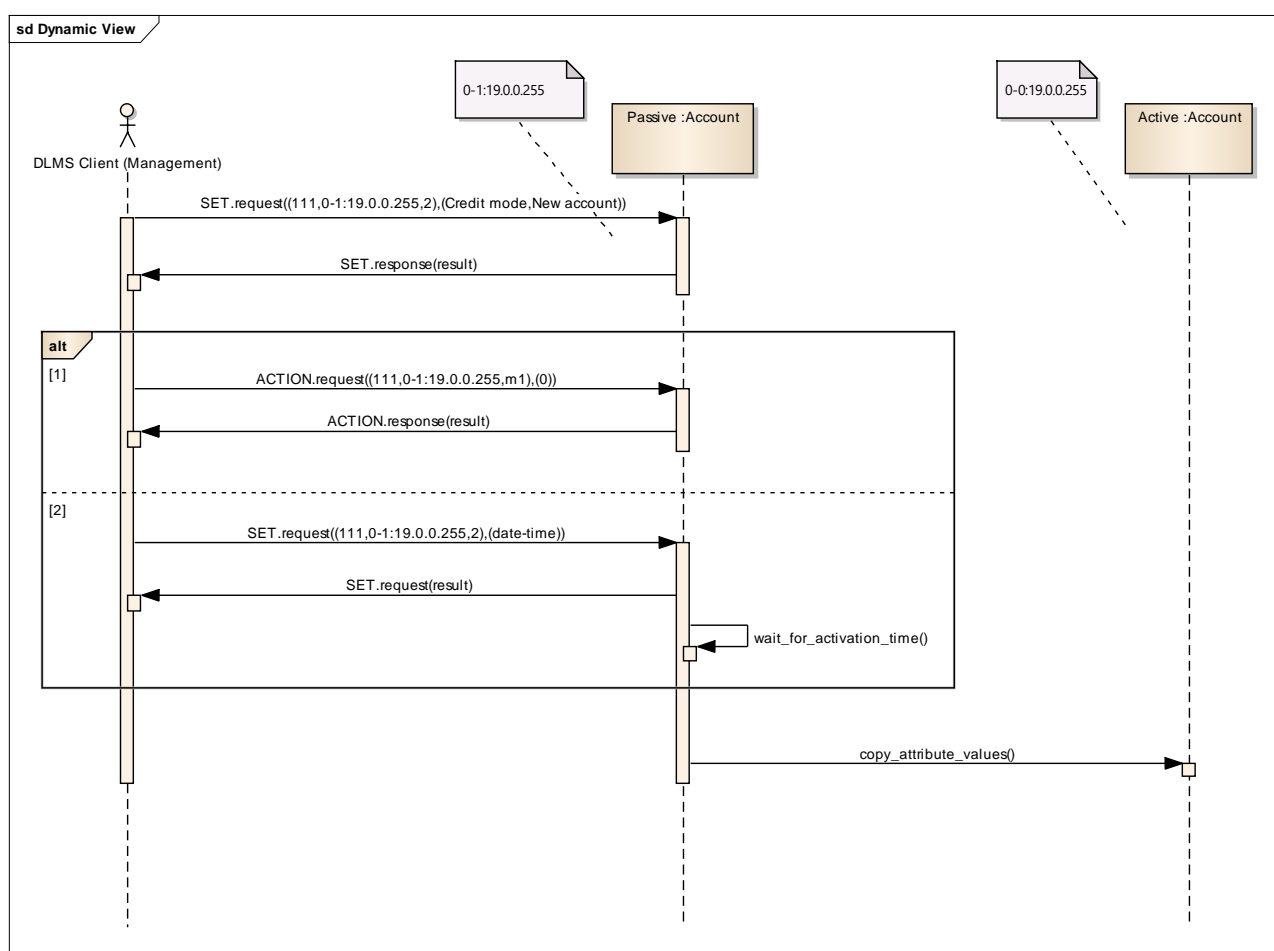 sd Dynamic View
0-1:19.0.0.255
0-0:19.0.0.255
Passive :Account
Active :Account
DLMS Client (Management)
SET.request((111,0-1:19.0.0.255,2),(Credit mode,New account))
SET.response(result)
alt
[1]
ACTION.request((111,0-1:19.0.0.255,m1),(0))
ACTION.response(result)
[2]
SET.request((111,0-1:19.0.0.255,2),(date-time))
SET.request(result)
wait_for_activation_time()
copy_attribute_values()